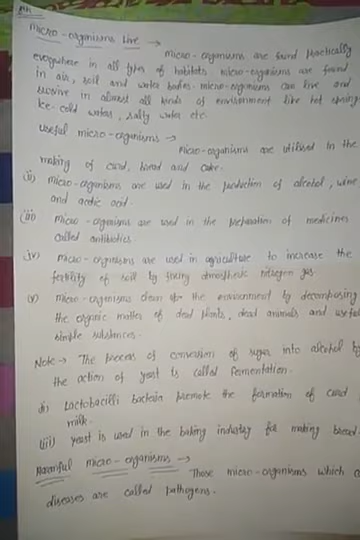 Micro-organisms live →
Micro-organisms are found practically
everywhere in all types of habitats micro-organisms are found
in air, soil and water bodies. micro-organisms can live and
survive in almost all kinds of environment like hot spring
Ice-cold waters, salty water etc.
Useful micro-organisms →
Micro-organisms are utilised in the
making of curd, bread and cake.
(ii) Micro-organisms are used in the production of alcohol, wine
and acetic acid.
(iii) Micro-organisms are used in the preparation of medicines
called antibiotics
iv) Micro-organisms are used in agriculture to increase the
fertility of soil by fixing nitrogen gas.
(v) Micro-organisms clean up the environment by decomposing
the organic matter of dead plants, dead animals and
simple substances.
Note → The process of conversion of sugar into alcohol by
the action of yeast is called fermentation.
Lactobacilli bacteria promote the formation of curd
milk.
(iii) Yeast is used in the baking industry for making bread.
Harmful micro-organisms →
Those micro-organisms which
diseases are called pathogens.